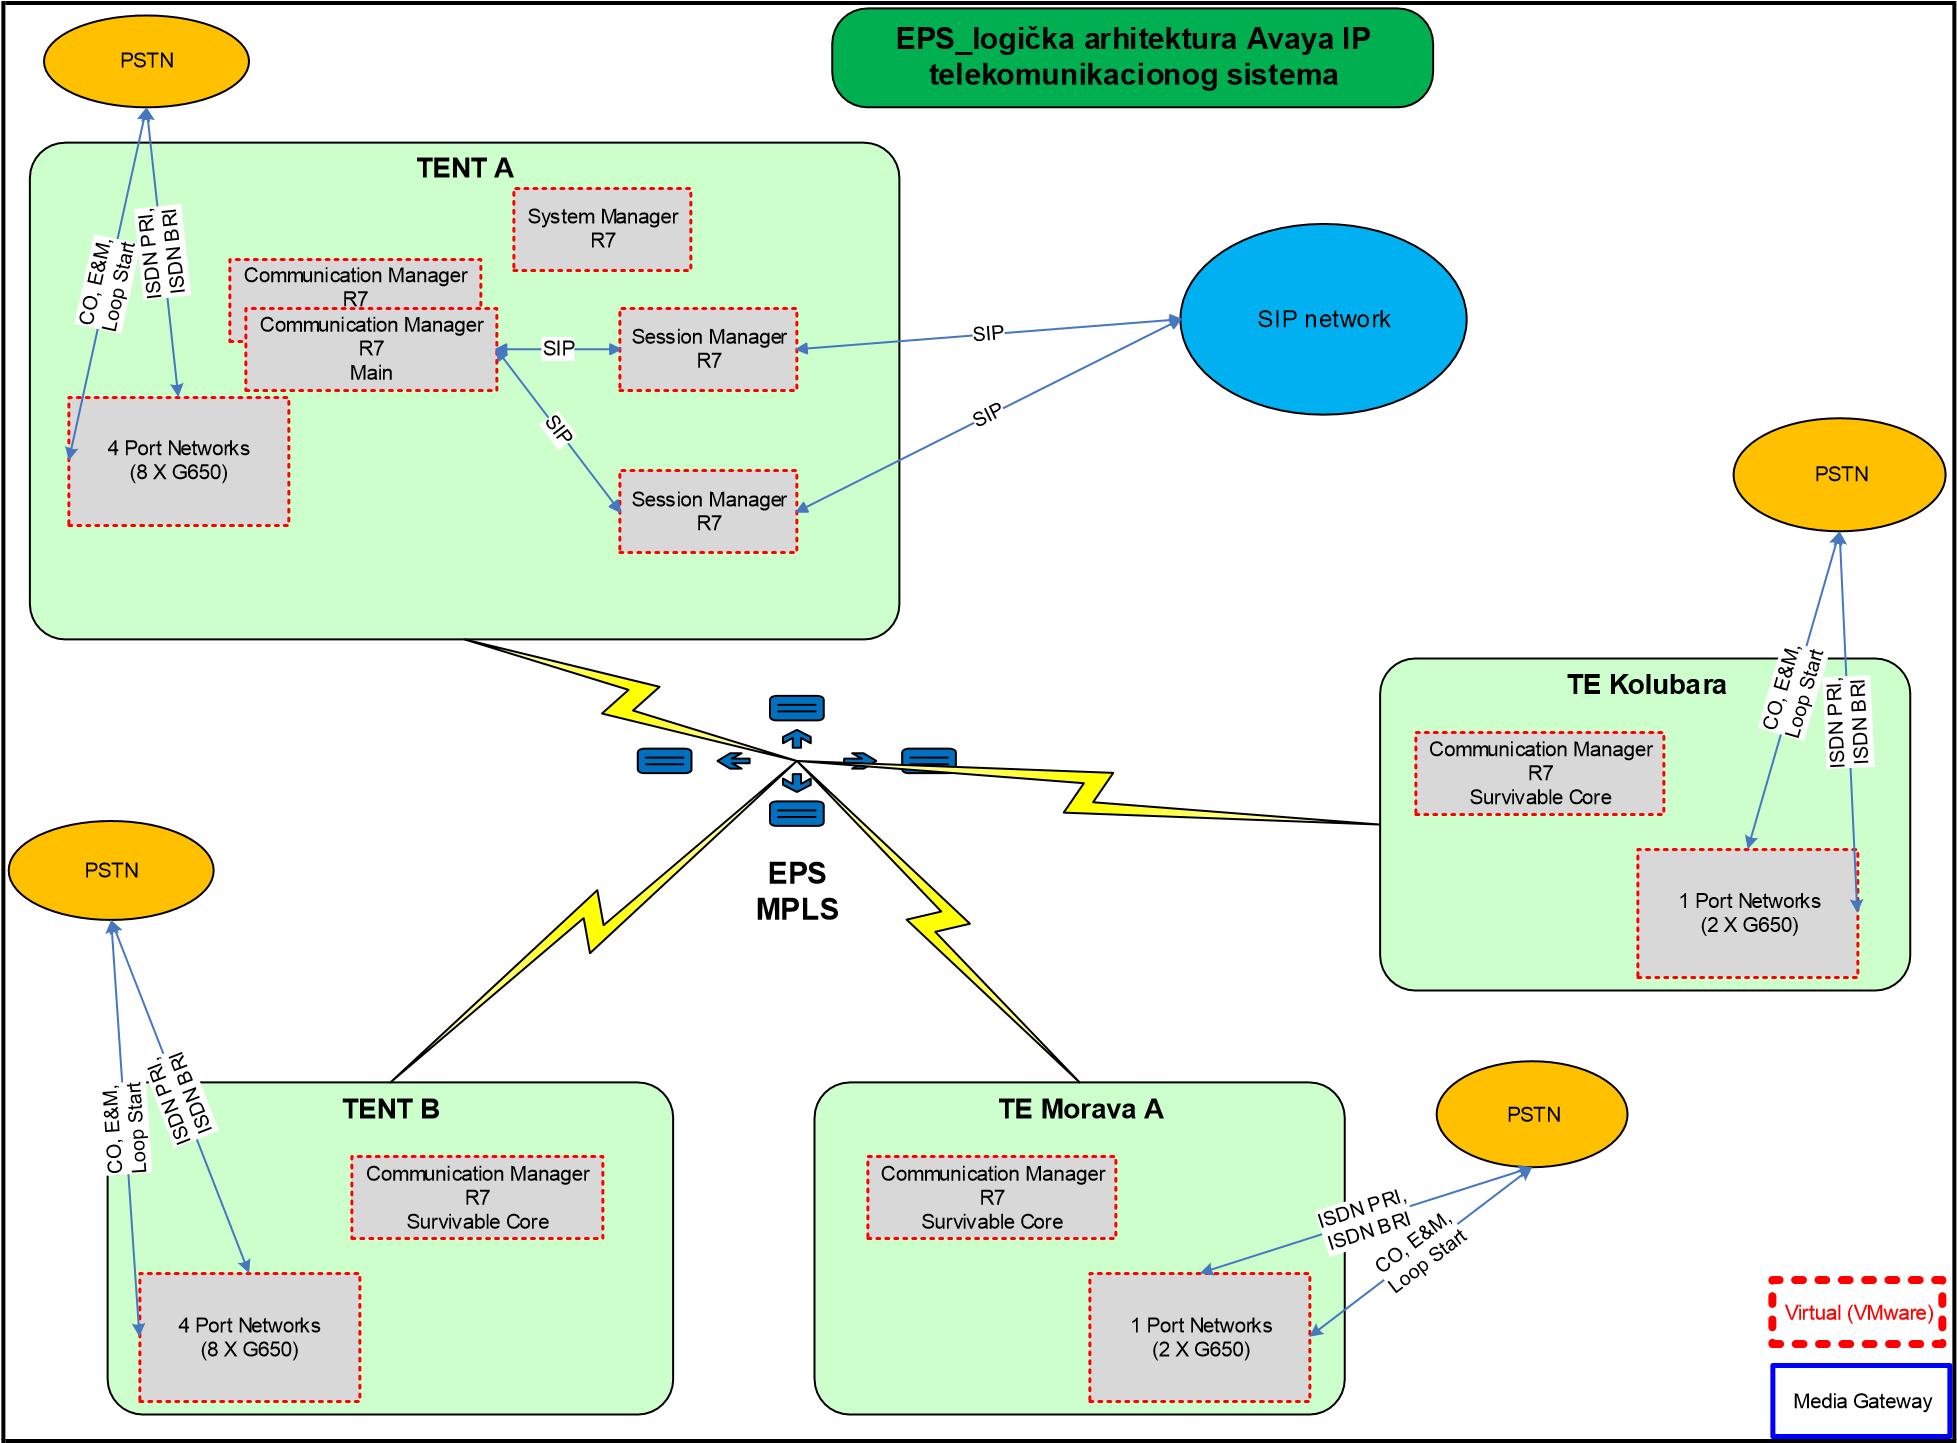 EPS_logička arhitektura Avaya IP
telekomunikacionog sistema
PSTN
CO, E&M,
Loop Start
ISDN PRI,
ISDN BRI
TENT A
System Manager
R7
Communication Manager
R7
Communication Manager
R7
Main
SIP
SIP
Session Manager
R7
Session Manager
R7
4 Port Networks
(8 X G650)
SIP
SIP
SIP network
PSTN
CO, E&M,
Loop Start
ISDN PRI,
ISDN BRI
TE Kolubara
Communication Manager
R7
Survivable Core
1 Port Networks
(2 X G650)
EPS
MPLS
PSTN
CO, E&M,
Loop Start
ISDN PRI,
ISDN BRI
TENT B
Communication Manager
R7
Survivable Core
4 Port Networks
(8 X G650)
TE Morava A
Communication Manager
R7
Survivable Core
1 Port Networks
(2 X G650)
PSTN
ISDN PRI,
ISDN BRI
CO, E&M,
Loop Start
Virtual (VMware)
Media Gateway